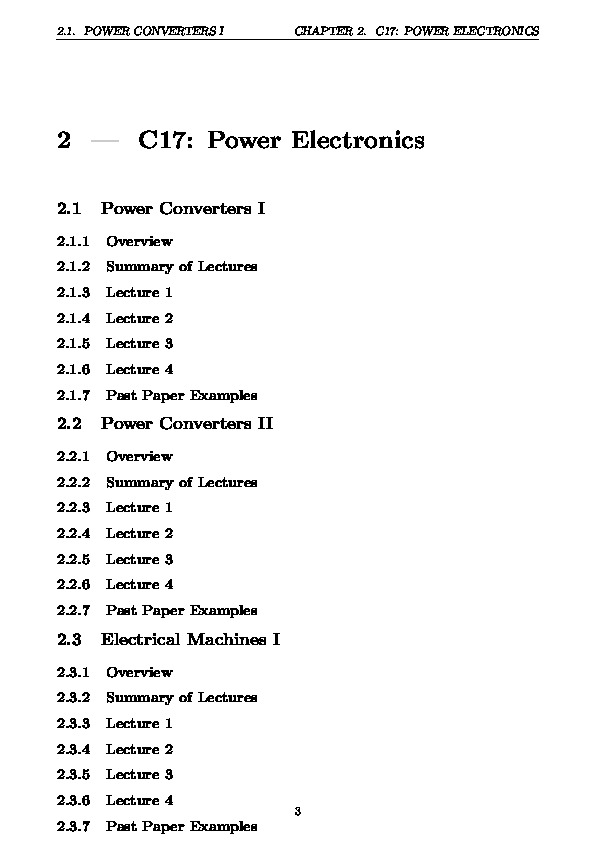 2.1. POWER CONVERTERS I CHAPTER 2. C17: POWER ELECTRONICS
2 — C17: Power Electronics
2.1 Power Converters I
2.1.1 Overview
2.1.2 Summary of Lectures
2.1.3 Lecture 1
2.1.4 Lecture 2
2.1.5 Lecture 3
2.1.6 Lecture 4
2.1.7 Past Paper Examples
2.2 Power Converters II
2.2.1 Overview
2.2.2 Summary of Lectures
2.2.3 Lecture 1
2.2.4 Lecture 2
2.2.5 Lecture 3
2.2.6 Lecture 4
2.2.7 Past Paper Examples
2.3 Electrical Machines I
2.3.1 Overview
2.3.2 Summary of Lectures
2.3.3 Lecture 1
2.3.4 Lecture 2
2.3.5 Lecture 3
2.3.6 Lecture 4
3
2.3.7 Past Paper Examples